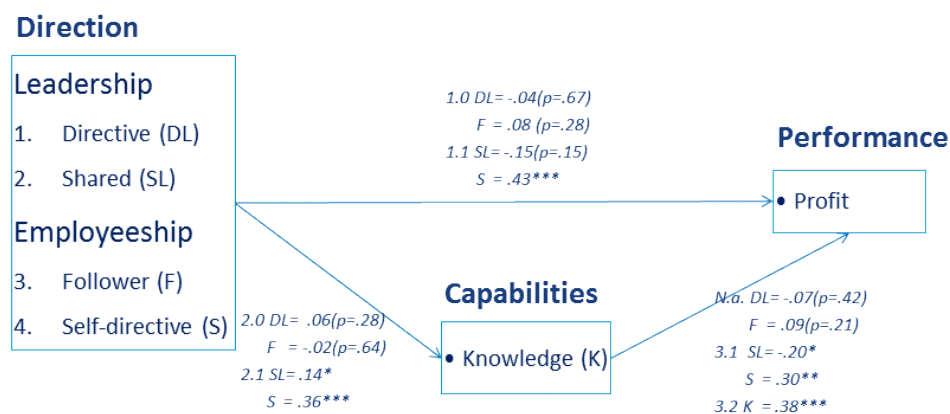 Direction
Leadership
1. Directive (DL)
2. Shared (SL)
Employeeship
3. Follower (F)
4. Self-directive (S)
1.0 DL= -.04(p=.67)
F = .08 (p=.28)
1.1 SL= -.15(p=.15)
S = .43***
Performance
• Profit
Capabilities
• Knowledge (K)
2.0 DL= .06(p=.28)
F = -.02(p=.64)
2.1 SL= .14*
S = .36***
N.a. DL= -.07(p=.42)
F = .09(p=.21)
3.1 SL= -.20*
S = .30**
3.2 K = .38***